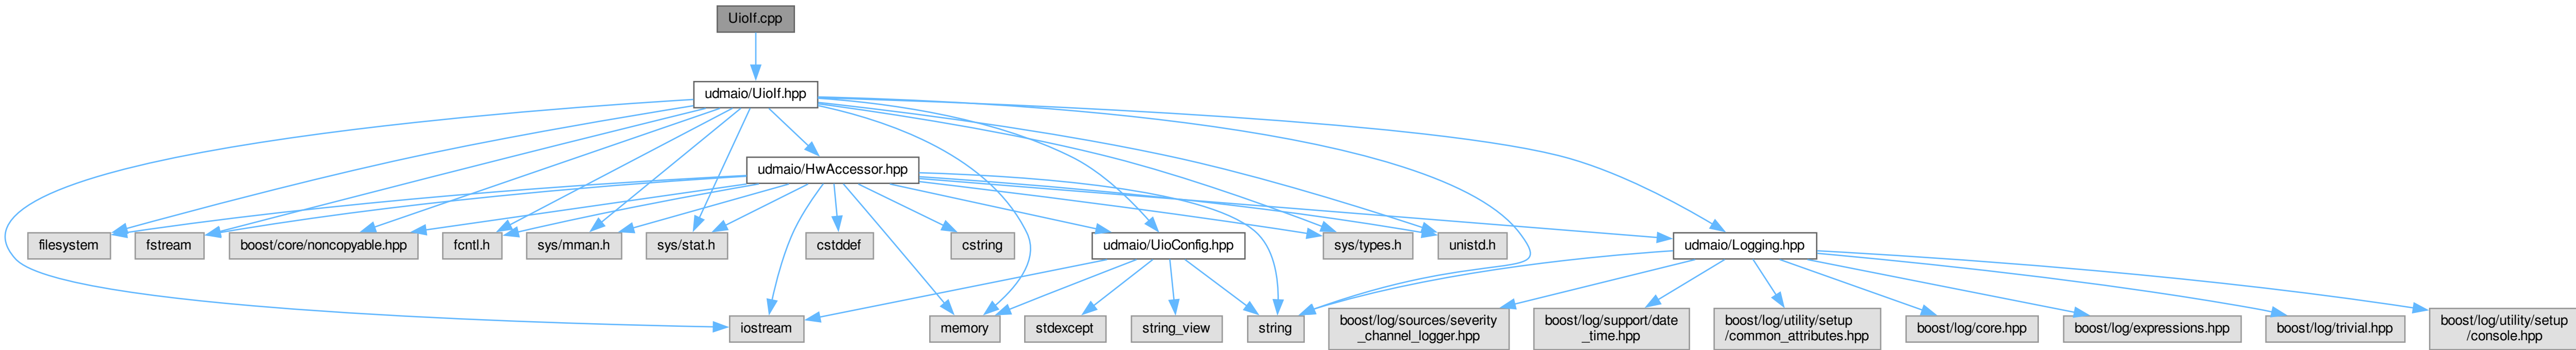 UioIf.cpp
udmaio/UioIf.hpp
udmaio/HwAccessor.hpp
filesystem
fstream
boost/core/noncopyable.hpp
fcntl.h
sys/mman.h
sys/stat.h
cstddef
cstring
udmaio/UioConfig.hpp
sys/types.h
unistd.h
udmaio/Logging.hpp
iostream
memory
stdexcept
string_view
string
boost/log/sources/severity
_channel_logger.hpp
boost/log/support/date
_time.hpp
boost/log/utility/setup
/common_attributes.hpp
boost/log/core.hpp
boost/log/expressions.hpp
boost/log/trivial.hpp
boost/log/utility/setup
/console.hpp